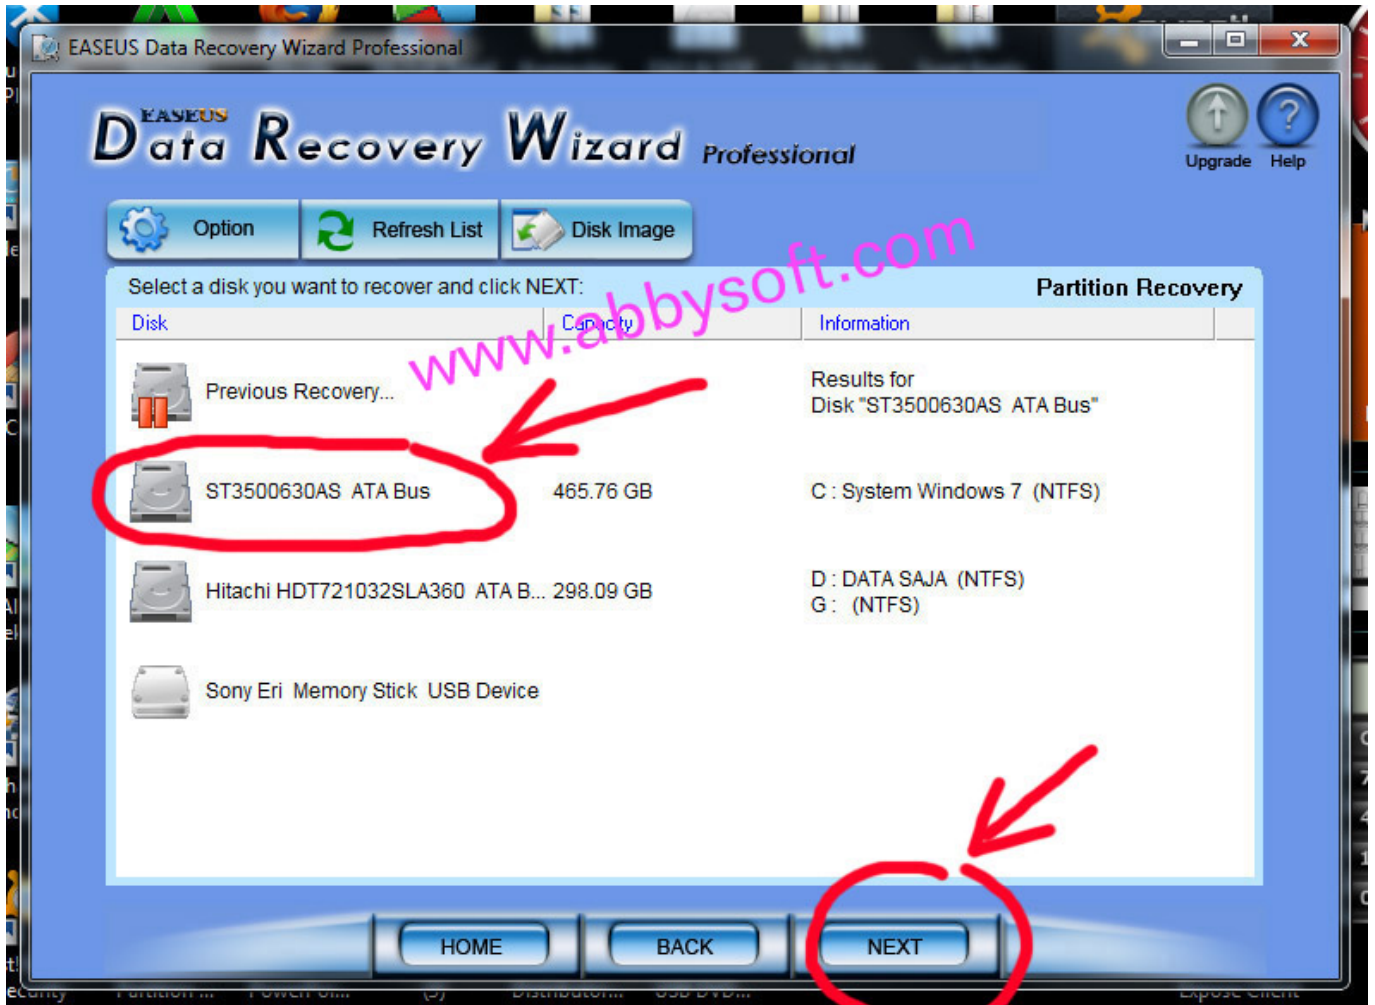 EASEUS Data Recovery Wizard Professional
EASEUS
Data Recovery Wizard Professional
Upgrade Help
Option Refresh List Disk Image
www.abbysoft.com
Select a disk you want to recover and click NEXT: Partition Recovery
Disk Capacity Information
Previous Recovery... Results for
Disk "ST3500630AS ATA Bus"
ST3500630AS ATA Bus 465.76 GB C : System Windows 7 (NTFS)
Hitachi HDT721032SLA360 ATA B... 298.09 GB D : DATA SAJA (NTFS)
G : (NTFS)
Sony Eri Memory Stick USB Device
HOME BACK NEXT